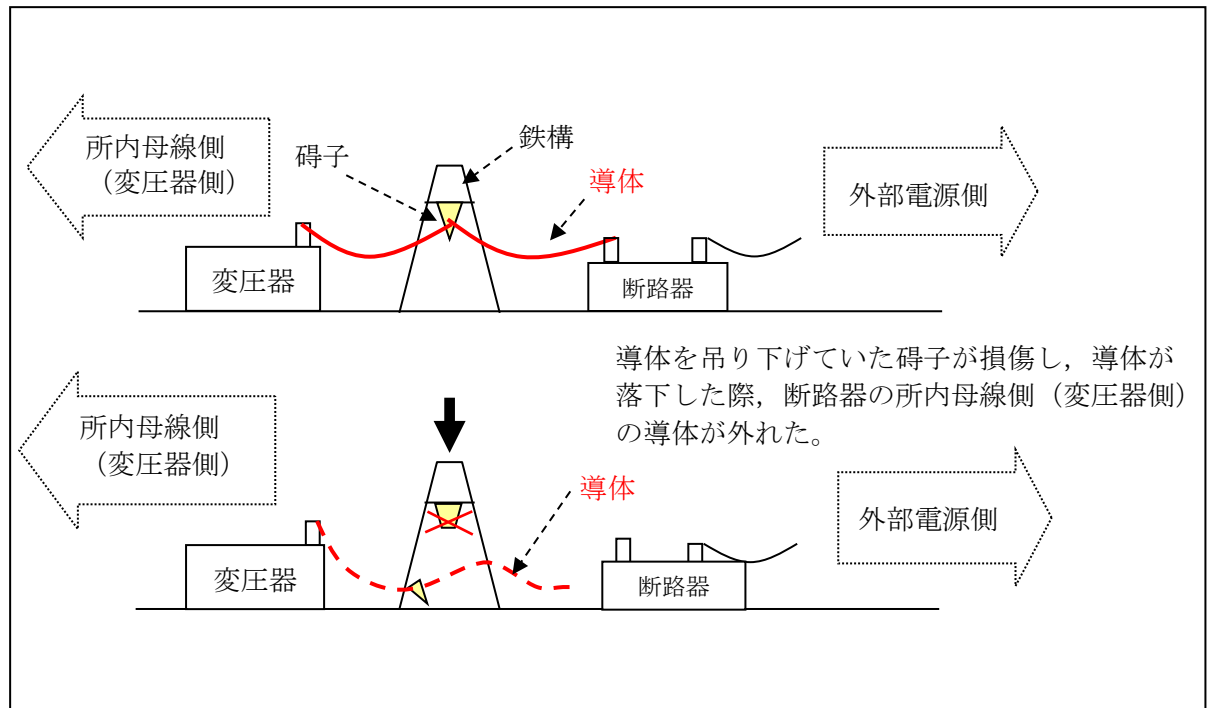 所内母線側
（変圧器側）
碍子
鉄構
導体
外部電源側
変圧器
断路器
導体を吊り下げていた碍子が損傷し，導体が
落下した際，断路器の所内母線側（変圧器側）
の導体が外れた。
所内母線側
（変圧器側）
導体
外部電源側
変圧器
断路器